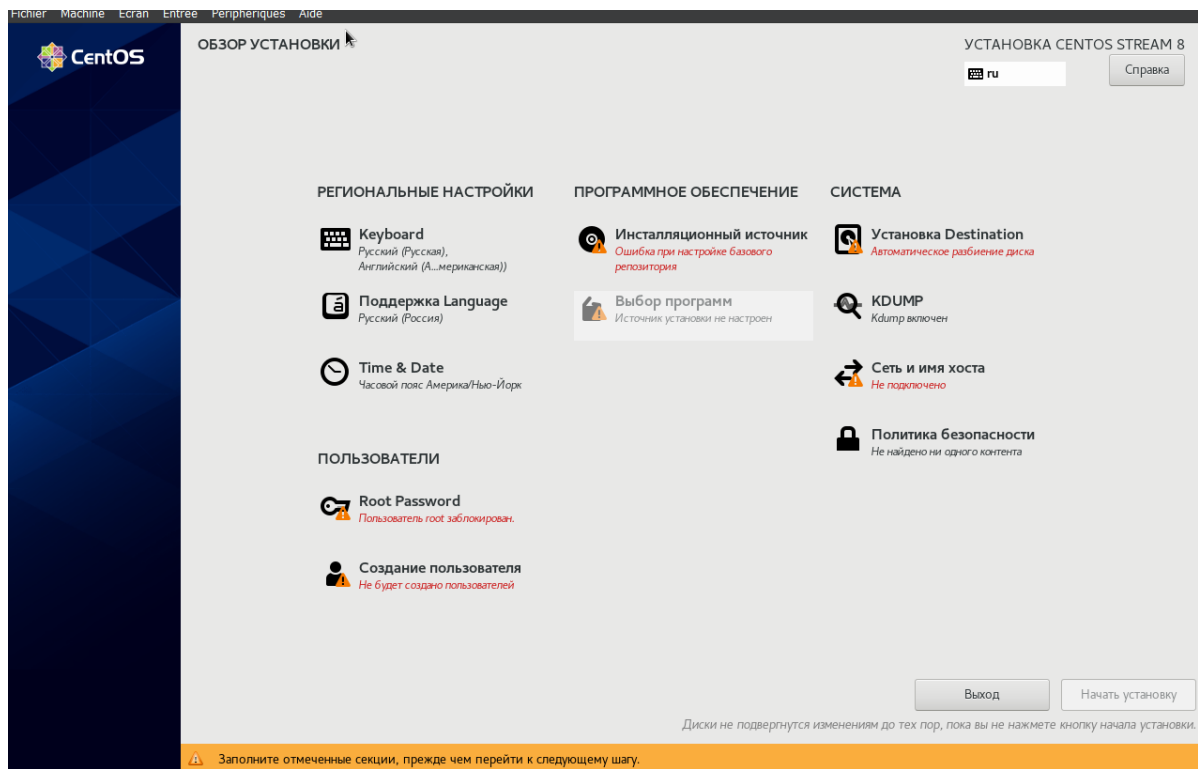 Fichier Machine Écran Entrée Périphériques Aide
CentOS
ОБЗОР УСТАНОВКИ
УСТАНОВКА CENTOS STREAM 8
ru
Справка
РЕГИОНАЛЬНЫЕ НАСТРОЙКИ
Keyboard
Русский (Русская),
Английский (А...мериканская))
Поддержка Language
Русский (Россия)
Time & Date
Часовой пояс Америка/Нью-Йорк
ПОЛЬЗОВАТЕЛИ
Root Password
Пользователь root заблокирован.
Создание пользователя
Не будет создано пользователей
ПРОГРАММНОЕ ОБЕСПЕЧЕНИЕ
Инсталляционный источник
Ошибка при настройке базового
репозитория
Выбор программ
Источник установки не настроен
СИСТЕМА
Установка Destination
Автоматическое разбиение диска
KDUMP
Kdump включен
Сеть и имя хоста
Не подключено
Политика безопасности
Не найдено ни одного контента
Выход
Начать установку
Диски не подвергнутся изменениям до тех пор, пока вы не нажмете кнопку начала установки.
Заполните отмеченные секции, прежде чем перейти к следующему шагу.